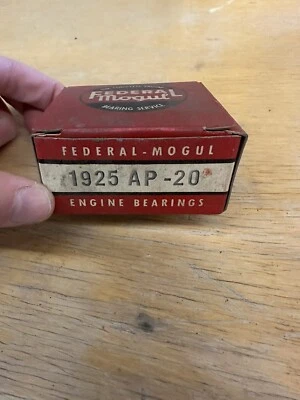 FEDERAL
Mogul
BEARING SERVICE
FEDERAL-MOGUL
1925 AP-20
ENGINE BEARINGS